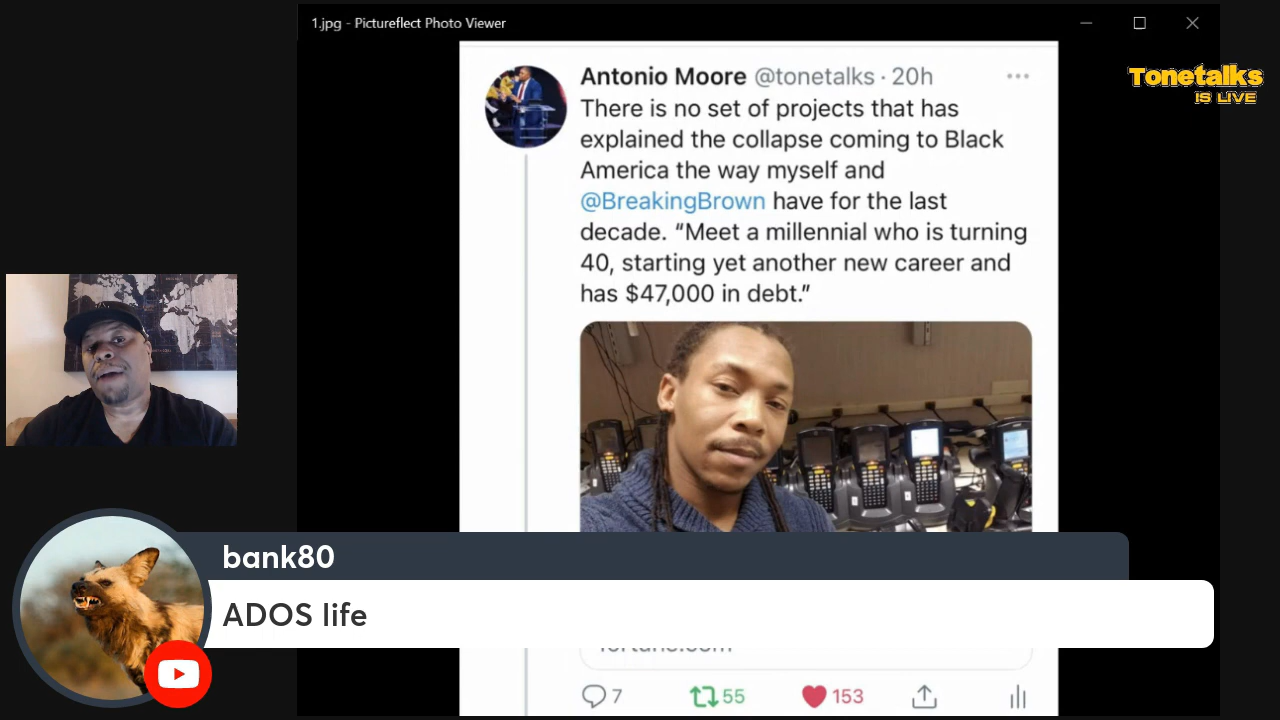 1.jpg - Pictureflect Photo Viewer
Tonetalks
IS LIVE
Antonio Moore @tonetalks · 20h
There is no set of projects that has
explained the collapse coming to Black
America the way myself and
@BreakingBrown have for the last
decade. “Meet a millennial who is turning
40, starting yet another new career and
has $47,000 in debt.”
bank80
ADOS life
fortune.com
7 55 153